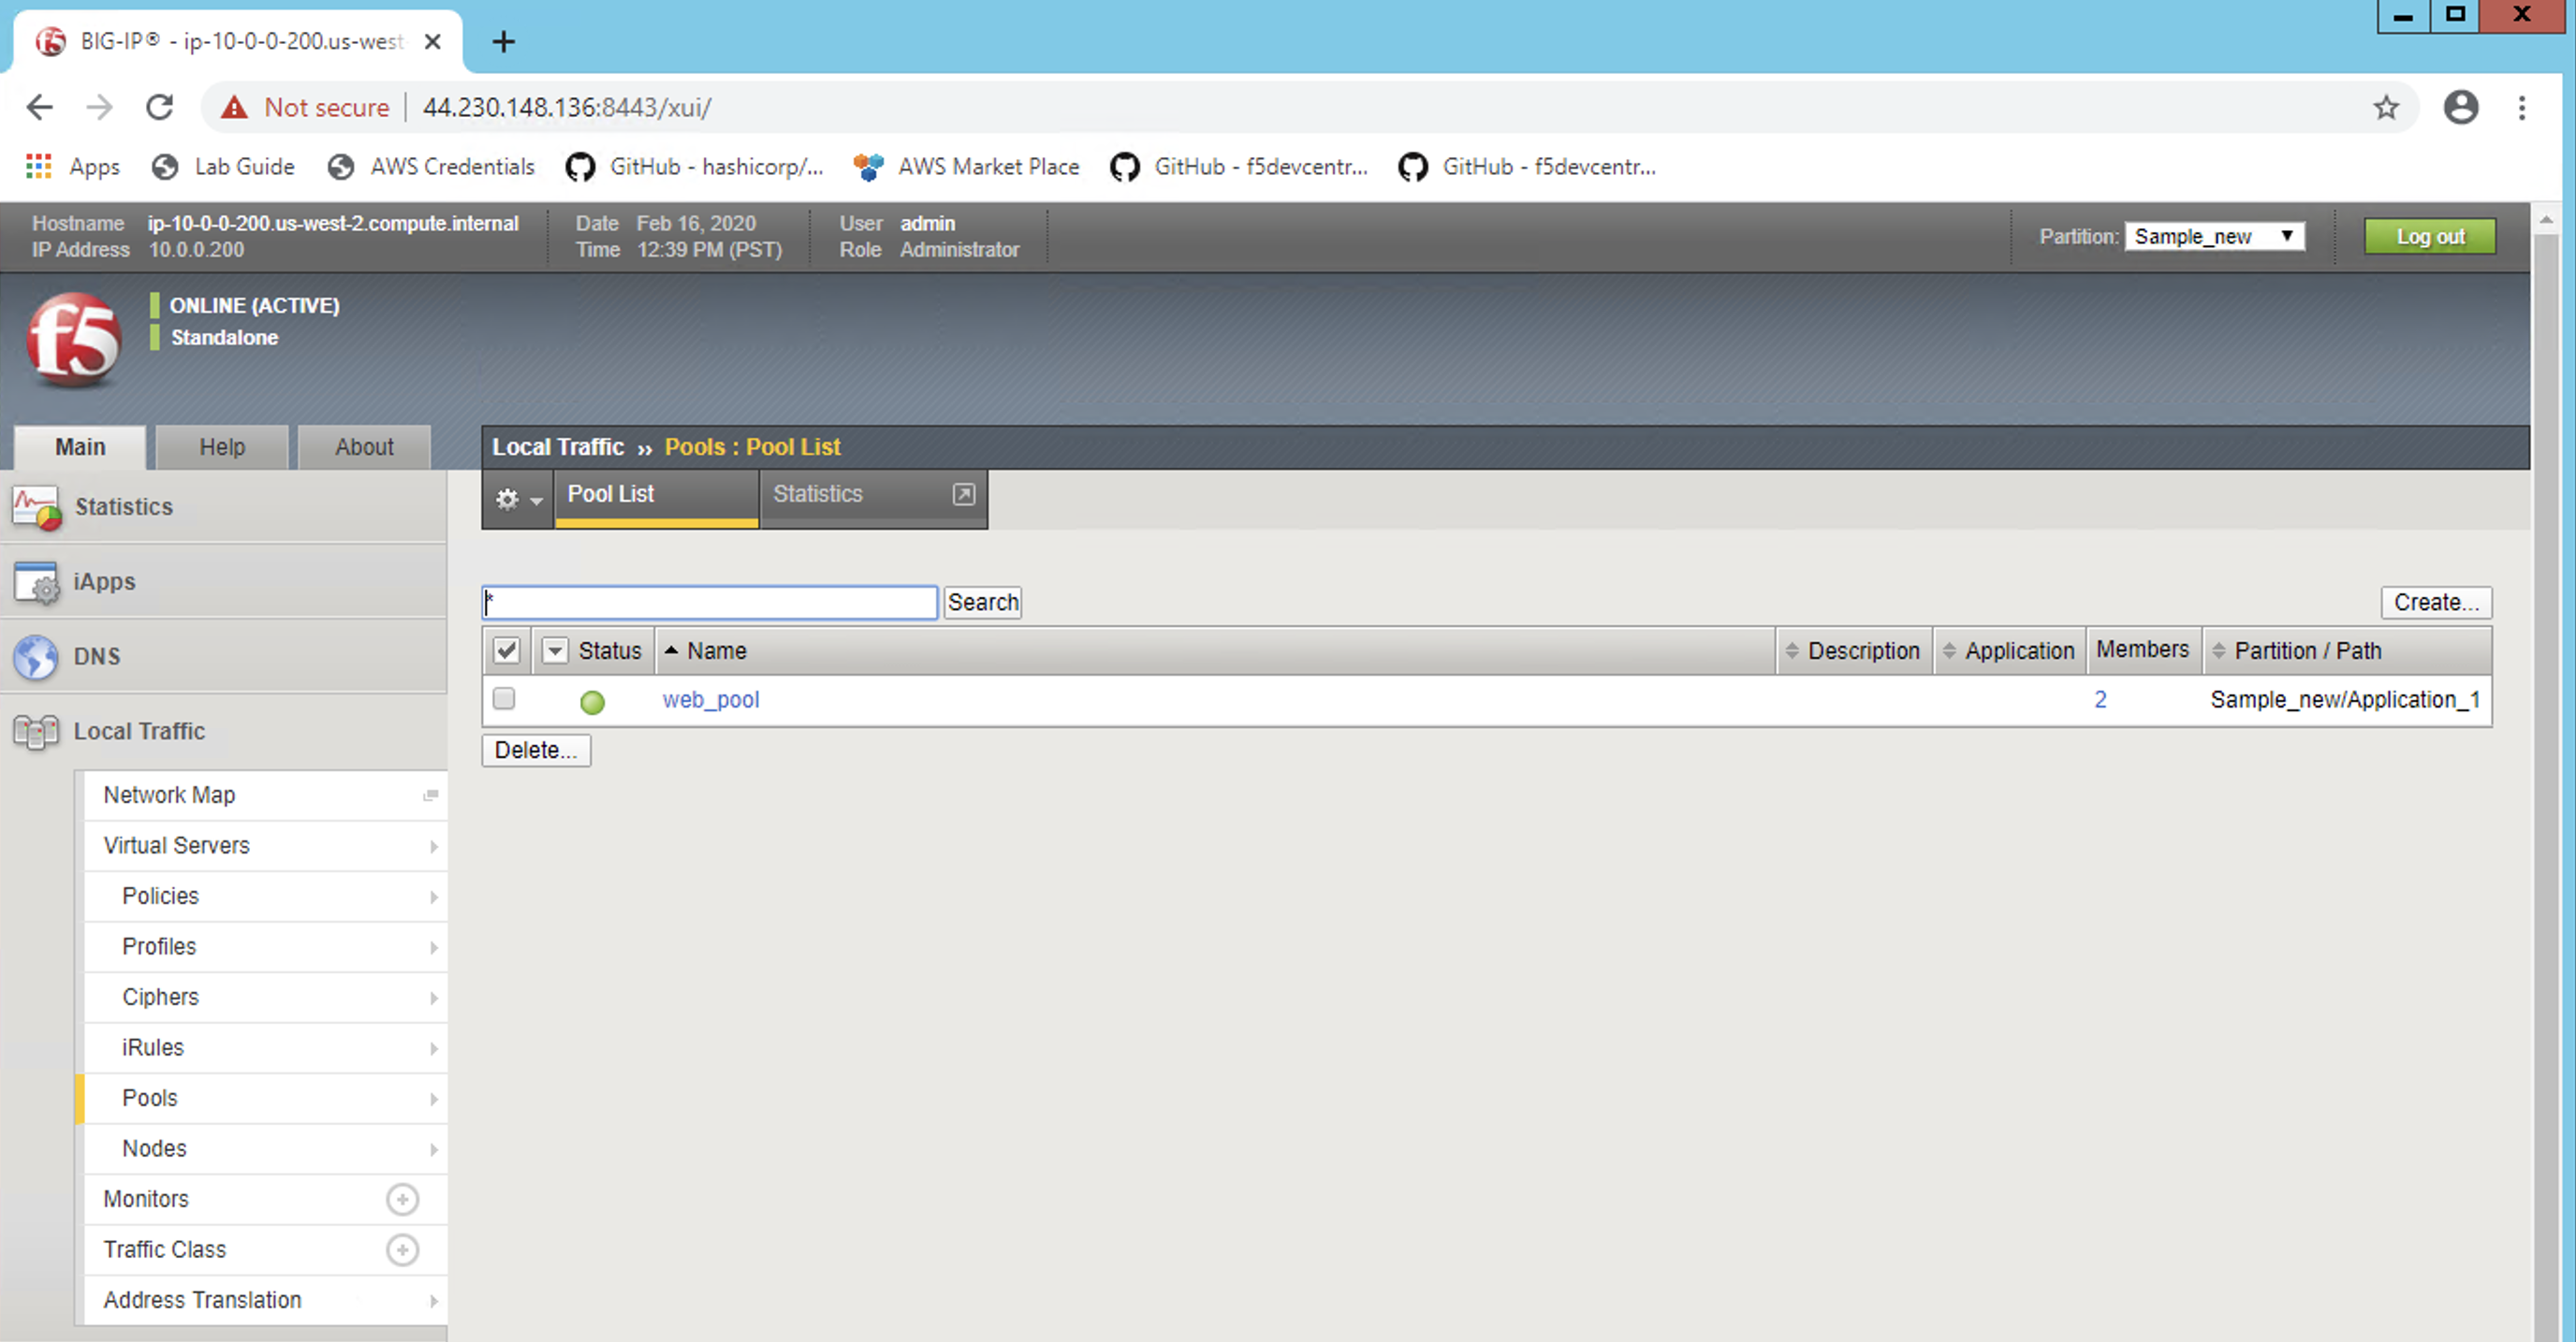 BIG-IP® - ip-10-0-0-200.us-west
Not secure 44.230.148.136:8443/xui/
Apps Lab Guide AWS Credentials GitHub - hashicorp/... AWS Market Place GitHub - f5devcentr... GitHub - f5devcentr...
Hostname ip-10-0-0-200.us-west-2.compute.internal Date Feb 16, 2020 User admin
IP Address 10.0.0.200 Time 12:39 PM (PST) Role Administrator
Partition: Sample_new Log out
f5
ONLINE (ACTIVE)
Standalone
Main Help About
Local Traffic ›› Pools : Pool List
Pool List Statistics
Statistics
iApps
DNS
Local Traffic
Network Map
Virtual Servers
Policies
Profiles
Ciphers
iRules
Pools
Nodes
Monitors
Traffic Class
Address Translation
* Search Create...
Status Name Description Application Members Partition / Path
web_pool 2 Sample_new/Application_1
Delete...